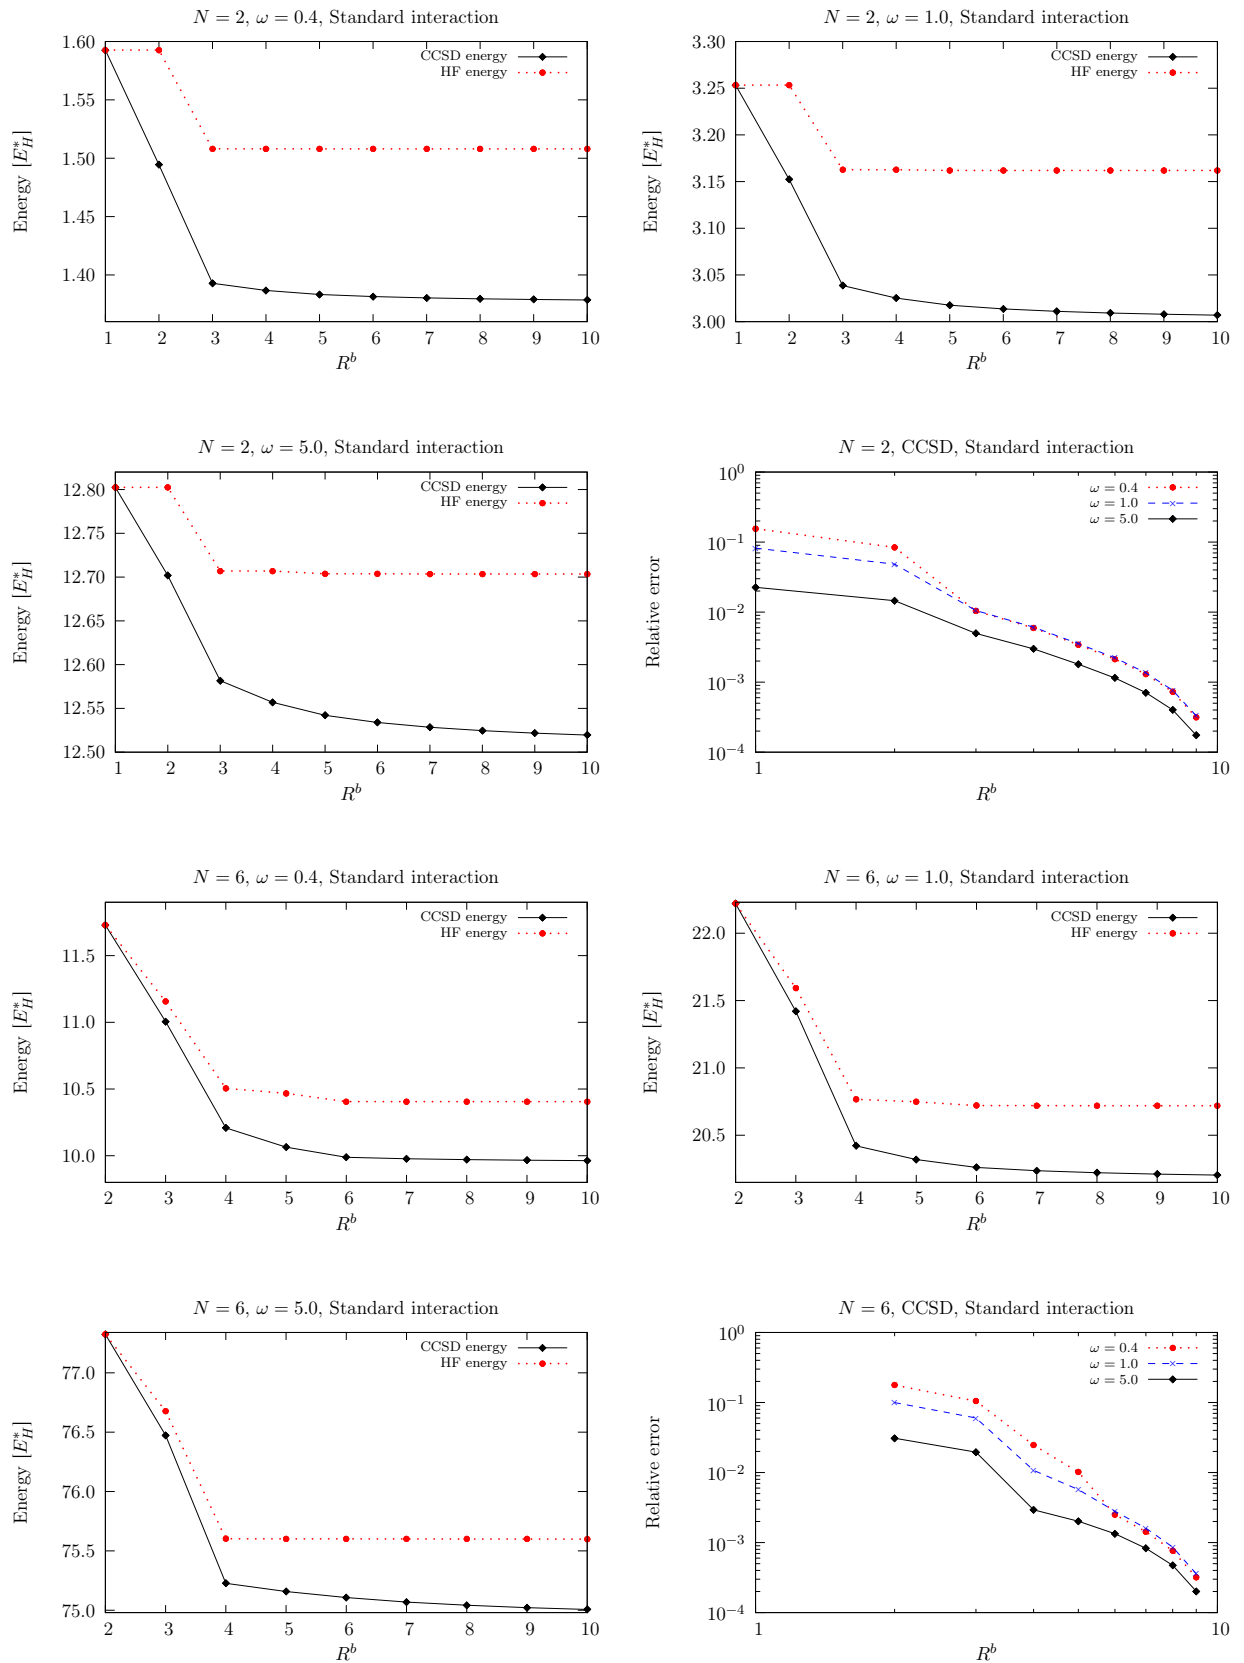 N = 2, ω = 0.4, Standard interaction
1.60
1.55
1.50
1.45
1.40
Energy [E*H]
CCSD energy
HF energy
1 2 3 4 5 6 7 8 9 10
R^b
N = 2, ω = 1.0, Standard interaction
3.30
3.25
3.20
3.15
3.10
3.05
3.00
Energy [E*H]
CCSD energy
HF energy
1 2 3 4 5 6 7 8 9 10
R^b
N = 2, ω = 5.0, Standard interaction
12.80
12.75
12.70
12.65
12.60
12.55
12.50
Energy [E*H]
CCSD energy
HF energy
1 2 3 4 5 6 7 8 9 10
R^b
N = 2, CCSD, Standard interaction
10^0
10^−1
10^−2
10^−3
10^−4
Relative error
ω = 0.4
ω = 1.0
ω = 5.0
1 10
R^b
N = 6, ω = 0.4, Standard interaction
11.5
11.0
10.5
10.0
Energy [E*H]
CCSD energy
HF energy
2 3 4 5 6 7 8 9 10
R^b
N = 6, ω = 1.0, Standard interaction
22.0
21.5
21.0
20.5
Energy [E*H]
CCSD energy
HF energy
2 3 4 5 6 7 8 9 10
R^b
N = 6, ω = 5.0, Standard interaction
77.0
76.5
76.0
75.5
75.0
Energy [E*H]
CCSD energy
HF energy
2 3 4 5 6 7 8 9 10
R^b
N = 6, CCSD, Standard interaction
10^0
10^−1
10^−2
10^−3
10^−4
Relative error
ω = 0.4
ω = 1.0
ω = 5.0
1 10
R^b